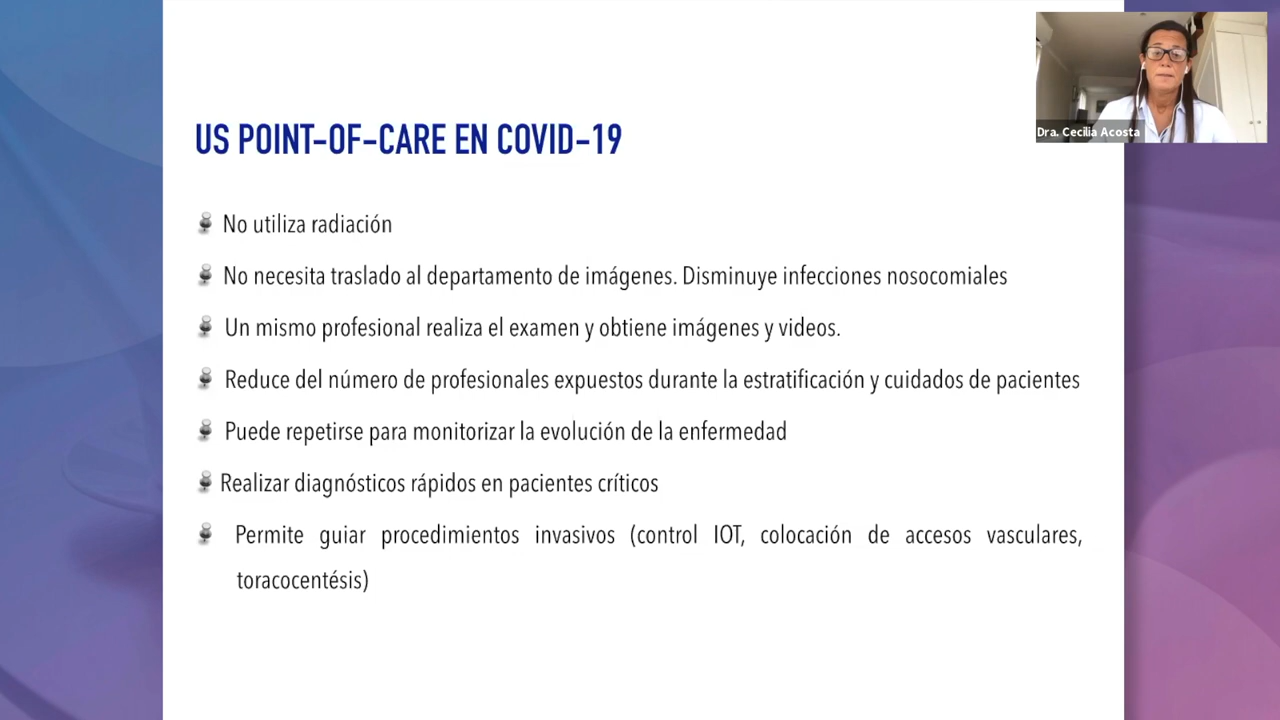 US POINT-OF-CARE EN COVID-19
No utiliza radiación
No necesita traslado al departamento de imágenes. Disminuye infecciones nosocomiales
Un mismo profesional realiza el examen y obtiene imágenes y videos.
Reduce del número de profesionales expuestos durante la estratificación y cuidados de pacientes
Puede repetirse para monitorizar la evolución de la enfermedad
Realizar diagnósticos rápidos en pacientes críticos
Permite guiar procedimientos invasivos (control IOT, colocación de accesos vasculares,
toracocentésis)
Dra. Cecilia Acosta